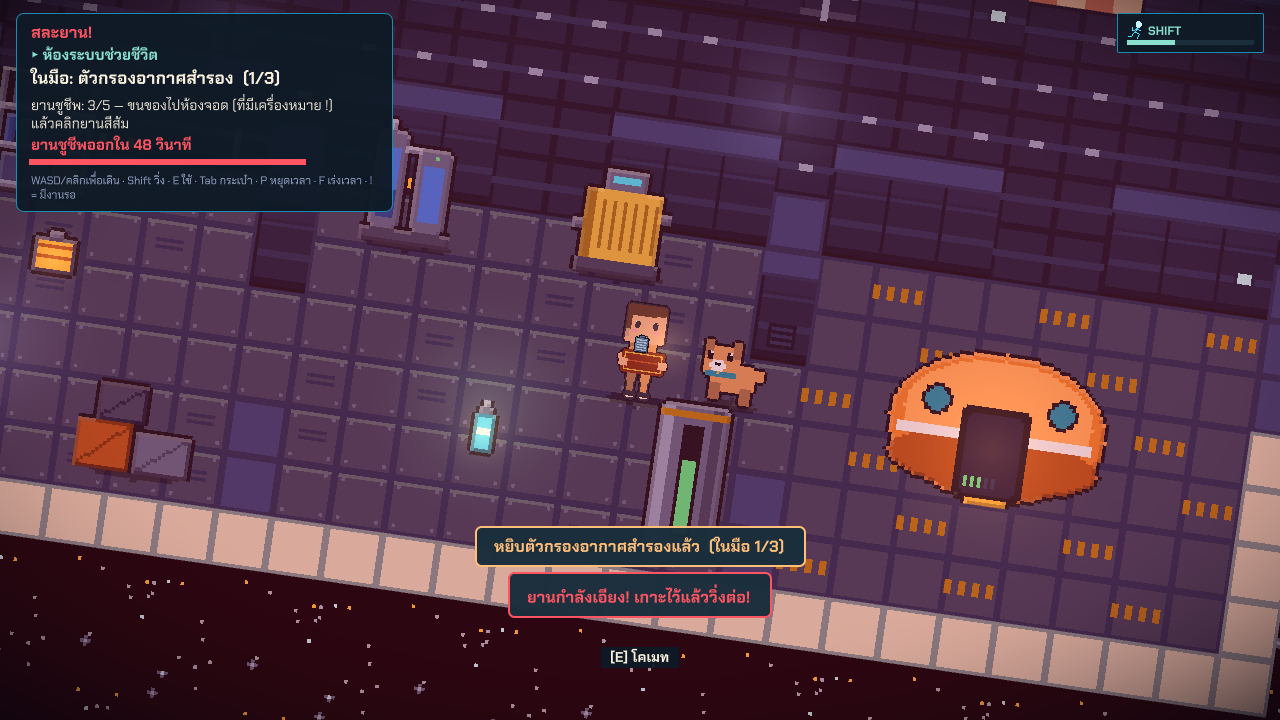 สละยาน!
▸ ห้องระบบช่วยชีวิต
ในมือ: ตัวกรองอากาศสำรอง (1/3)
ยานชูชีพ: 3/5 — ขนของไปห้องจอด (ที่มีเครื่องหมาย !)
แล้วคลิกยานสีส้ม
ยานชูชีพออกใน 48 วินาที
WASD/คลิกเพื่อเดิน · Shift วิ่ง · E ใช้ · Tab กระเป๋า · P หยุดเวลา · F เร่งเวลา · !
= มีงานรอ
SHIFT
หยิบตัวกรองอากาศสำรองแล้ว (ในมือ 1/3)
ยานกำลังเอียง! เกาะไว้แล้ววิ่งต่อ!
[E] โคเมท